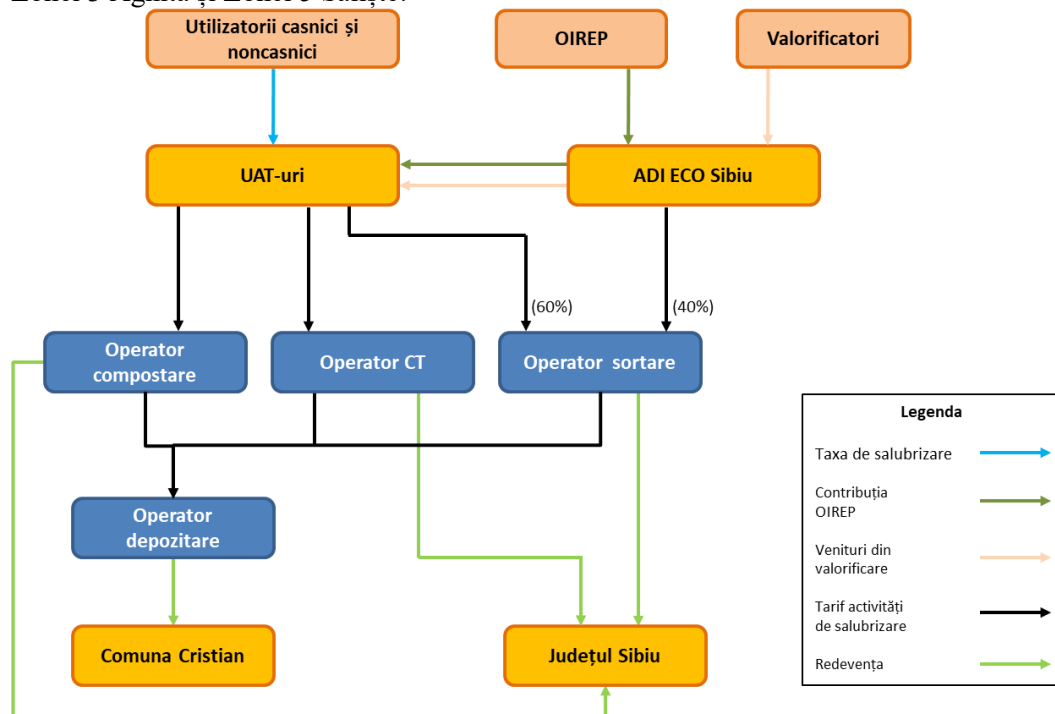 Utilizatorii casnici și
noncasnici
OIREP
Valorificatori
UAT-uri
ADI ECO Sibiu
(60%)
(40%)
Operator
compostare
Operator CT
Operator sortare
Legenda
Taxa de salubrizare
Contribuția
OIREP
Venituri din
valorificare
Tarif activități
de salubrizare
Redevența
Operator
depozitare
Comuna Cristian
Județul Sibiu